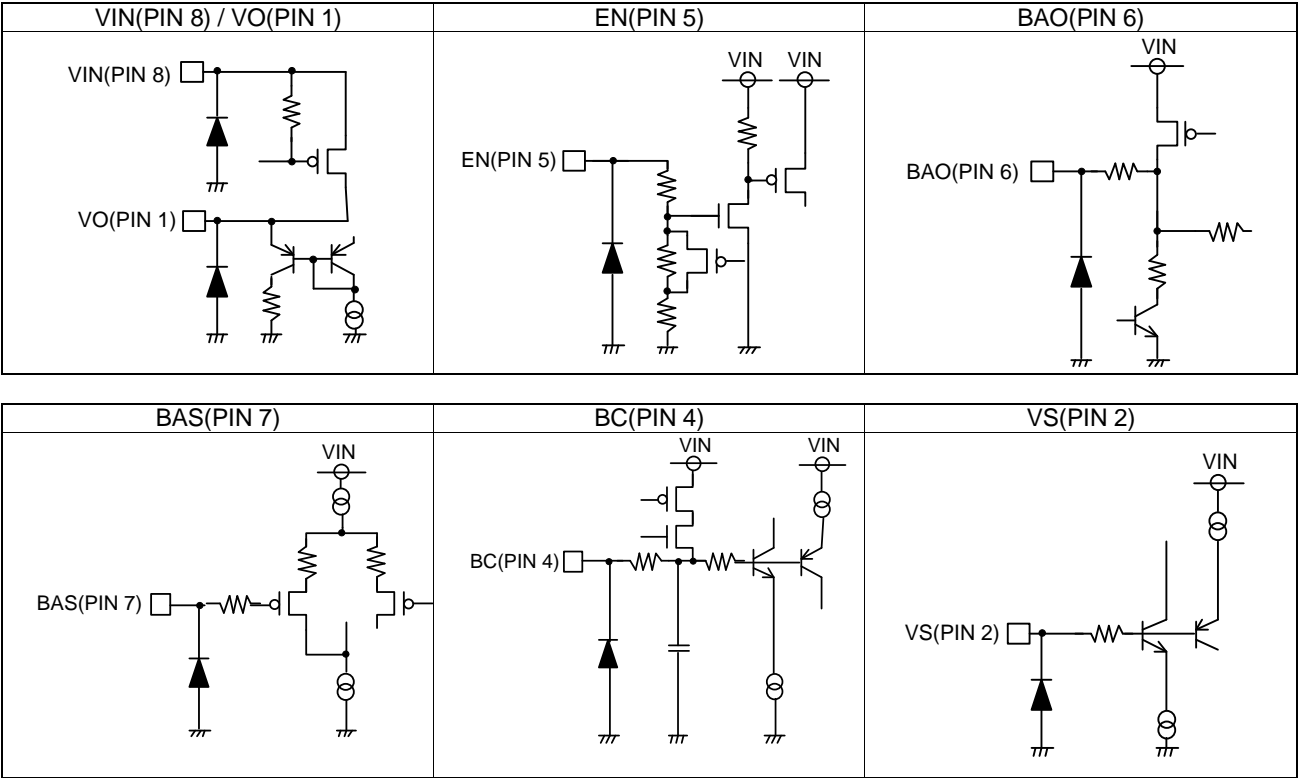 VIN(PIN 8) / VO(PIN 1)
VIN(PIN 8)
VO(PIN 1)
EN(PIN 5)
VIN VIN
EN(PIN 5)
BAO(PIN 6)
VIN
BAO(PIN 6)
BAS(PIN 7)
VIN
BAS(PIN 7)
BC(PIN 4)
VIN VIN
BC(PIN 4)
VS(PIN 2)
VIN
VS(PIN 2)